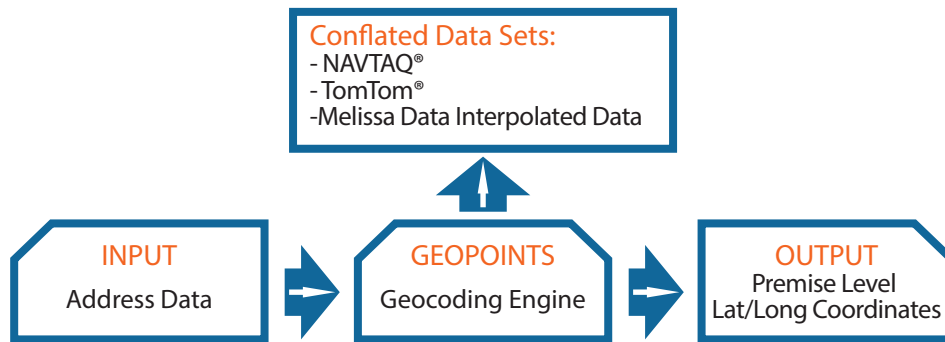 Conflated Data Sets:
- NAVTAQ®
- TomTom®
-Melissa Data Interpolated Data
INPUT
Address Data
GEOPOINTS
Geocoding Engine
OUTPUT
Premise Level
Lat/Long Coordinates